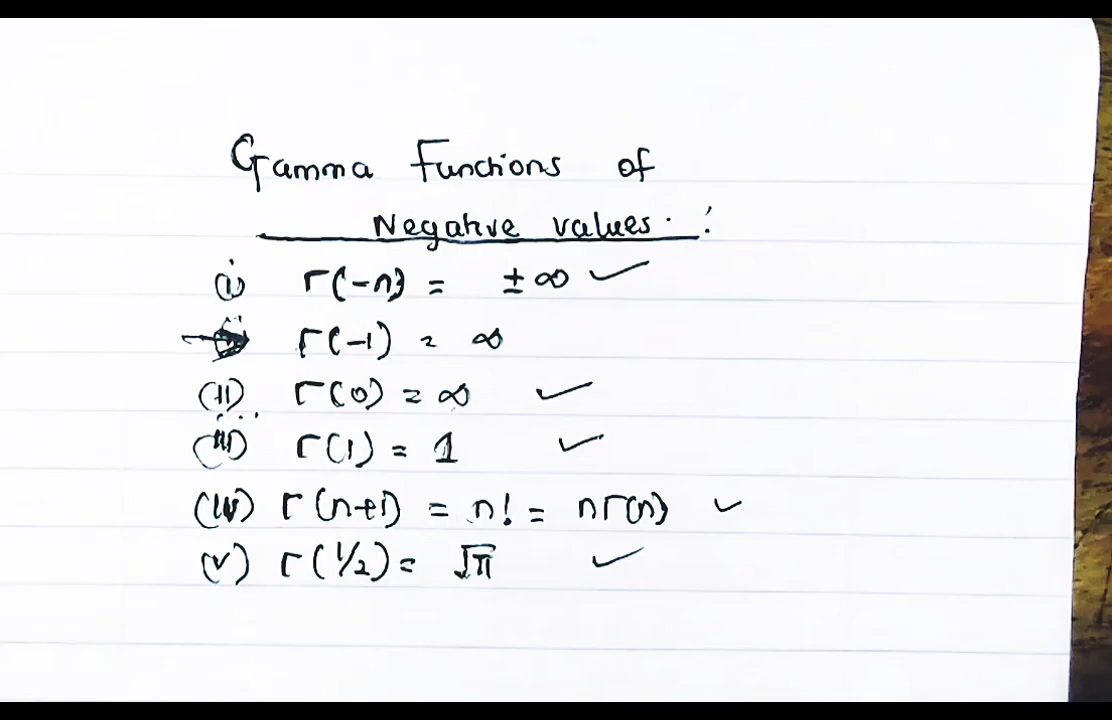 Gamma Functions of
Negative values. :
(i) Γ(-n) = ± ∞ ✓
Γ(-1) = ∞
(ii) Γ(0) = ∞ ✓
(iii) Γ(1) = 1 ✓
(iv) Γ(n+1) = n! = nΓ(n) ✓
(v) Γ(1/2) = √π ✓